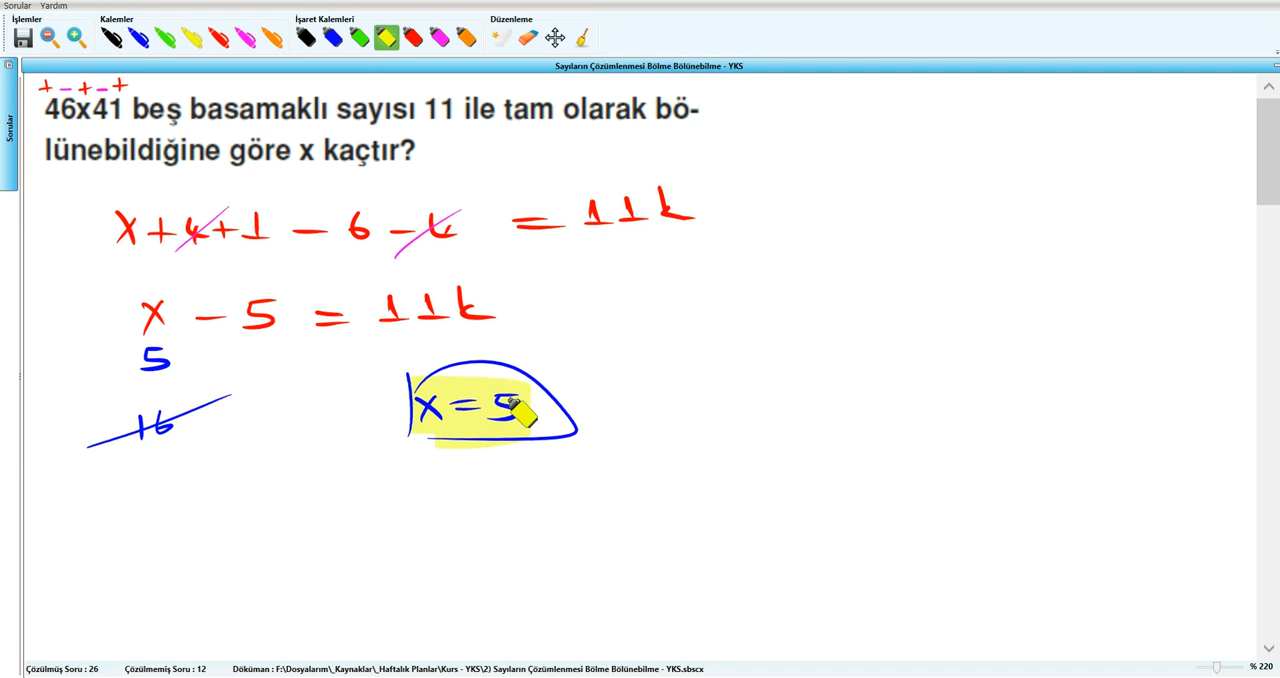 Sorular Yardım
İşlemler Kalemler İşaret Kalemleri Düzenleme
Sayıların Çözümlenmesi Bölme Bölünebilme - YKS
Sorular
+ - + - +
46x41 beş basamaklı sayısı 11 ile tam olarak bö-
lünebildiğine göre x kaçtır?
x + 4 + 1 - 6 - 4 = 11k
x - 5 = 11k
5
x = 5
16
Çözülmüş Soru : 26 Çözülmemiş Soru : 12 Döküman : F:\Dosyalarım\_Kaynaklar\_Haftalık Planlar\Kurs - YKS\2) Sayıların Çözümlenmesi Bölme Bölünebilme - YKS.sbscx % 220